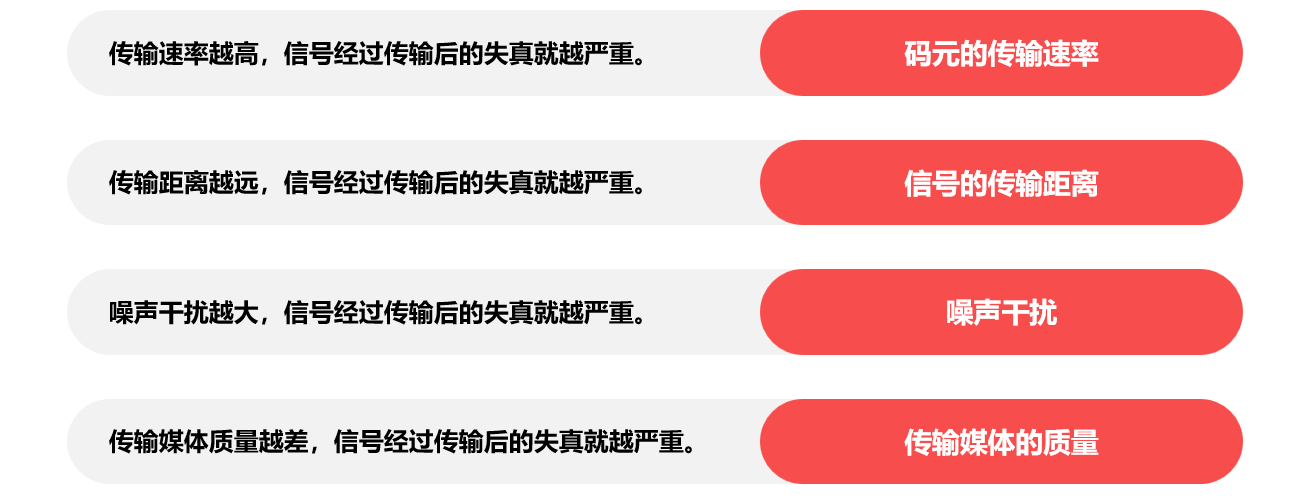 传输速率越高，信号经过传输后的失真就越严重。
码元的传输速率
传输距离越远，信号经过传输后的失真就越严重。
信号的传输距离
噪声干扰越大，信号经过传输后的失真就越严重。
噪声干扰
传输媒体质量越差，信号经过传输后的失真就越严重。
传输媒体的质量